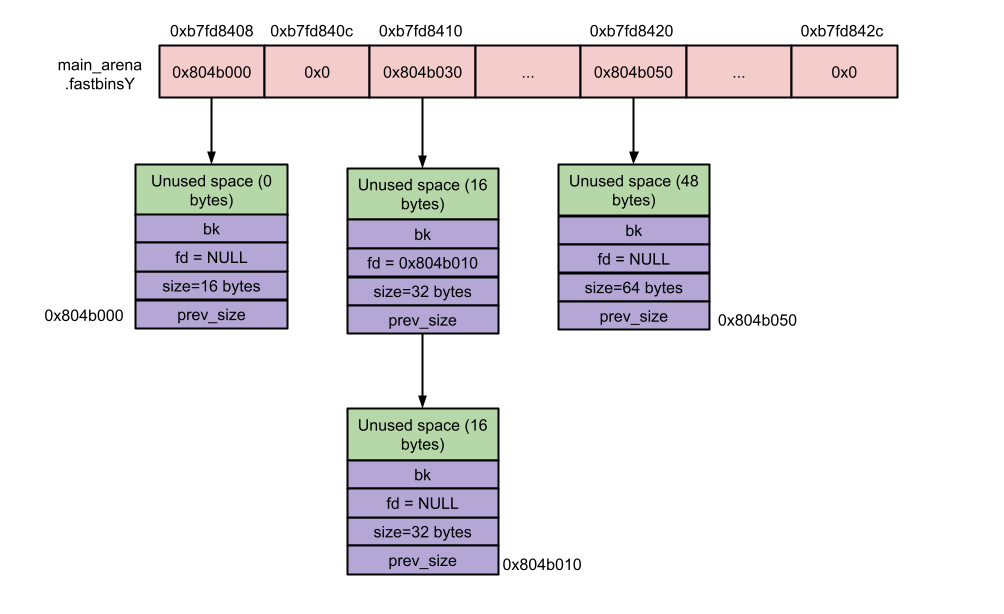 0xb7fd8408 0xb7fd840c 0xb7fd8410 0xb7fd8420 0xb7fd842c
main_arena
.fastbinsY
0x804b000 0x0 0x804b030 ... 0x804b050 ... 0x0
Unused space (0
bytes)
bk
fd = NULL
size=16 bytes
prev_size
0x804b000
Unused space (16
bytes)
bk
fd = 0x804b010
size=32 bytes
prev_size
Unused space (48
bytes)
bk
fd = NULL
size=64 bytes
prev_size
0x804b050
Unused space (16
bytes)
bk
fd = NULL
size=32 bytes
prev_size
0x804b010